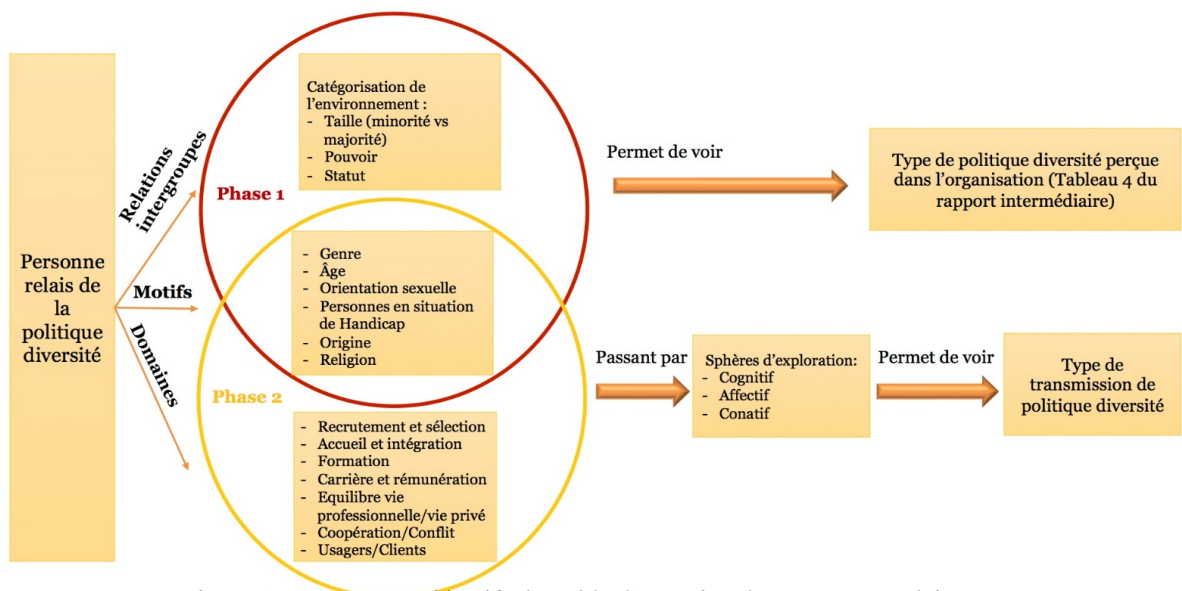 Personne
relais de
la
politique
diversité
Relations
intergroupes
Motifs
Domaines
Phase 1
Catégorisation de
l'environnement :
- Taille (minorité vs
majorité)
- Pouvoir
- Statut
- Genre
- Âge
- Orientation sexuelle
- Personnes en situation
de Handicap
- Origine
- Religion
Phase 2
- Recrutement et sélection
- Accueil et intégration
- Formation
- Carrière et rémunération
- Equilibre vie
professionnelle/vie privé
- Coopération/Conflit
- Usagers/Clients
Permet de voir
Type de politique diversité perçue
dans l'organisation (Tableau 4 du
rapport intermédiaire)
Passant par
Sphères d'exploration:
- Cognitif
- Affectif
- Conatif
Permet de voir
Type de
transmission de
politique diversité